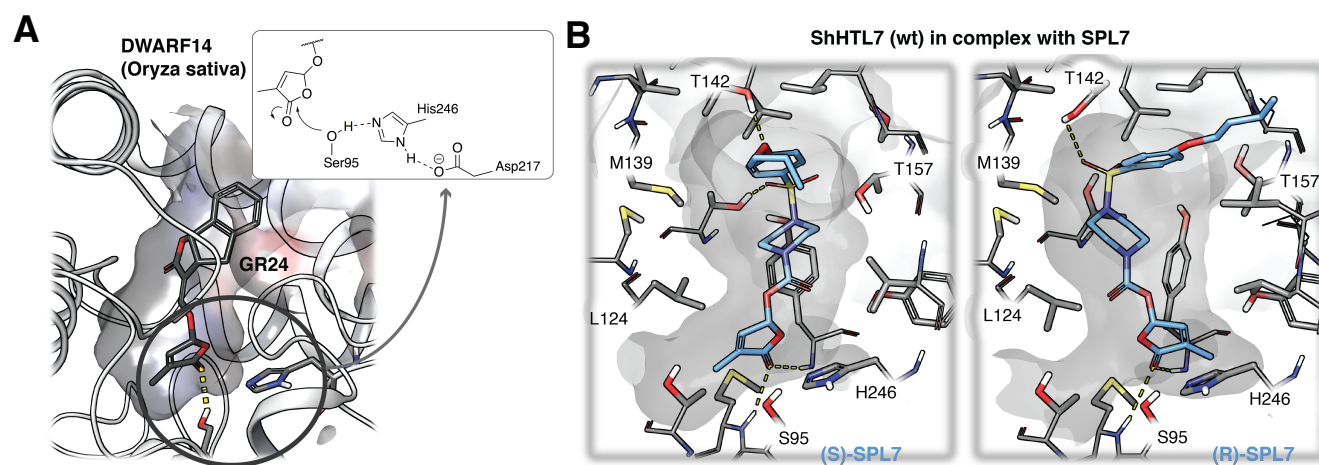 A
DWARF14
(Oryza sativa)
O
O
O
O
H
N
N
H
His246
Ser95
⊖
O
O
Asp217
GR24
B
ShHTL7 (wt) in complex with SPL7
T142
M139
T157
L124
H246
S95
(S)-SPL7
T142
M139
T157
L124
H246
S95
(R)-SPL7